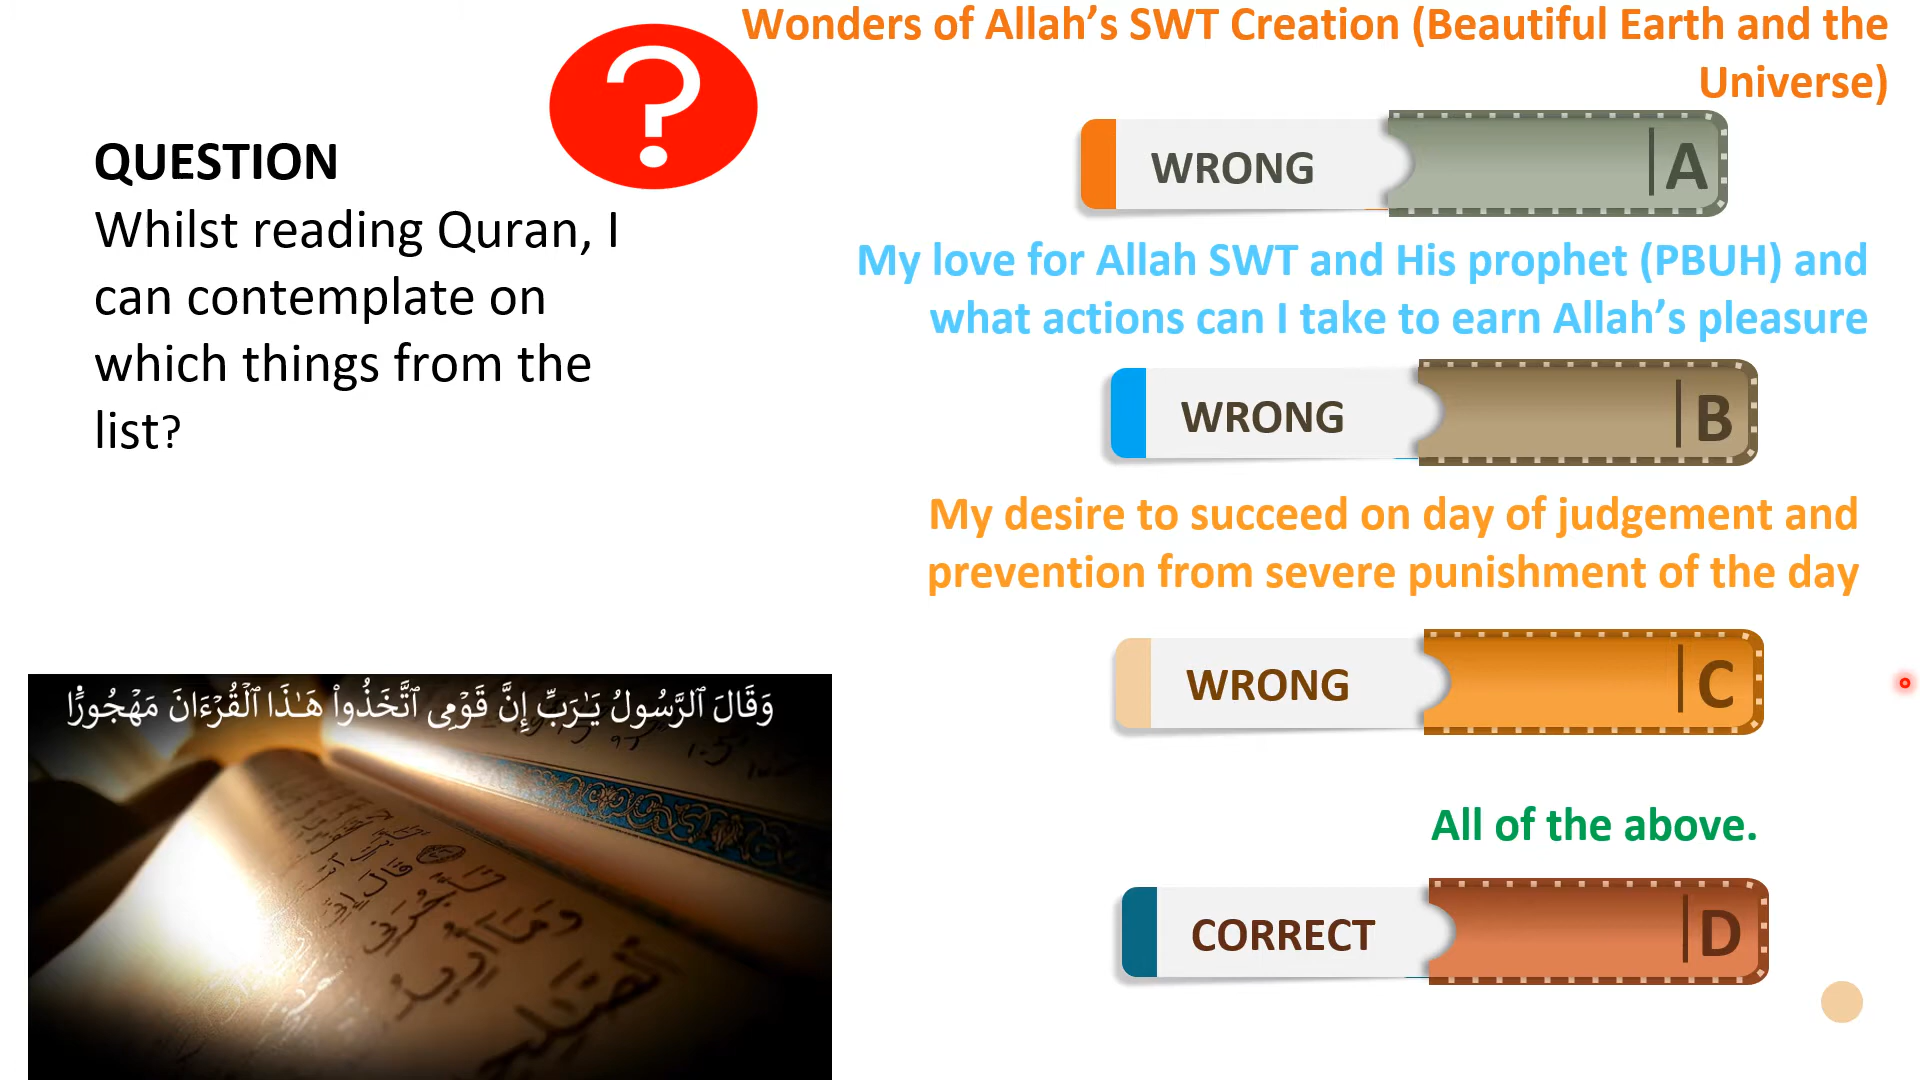 Wonders of Allah’s SWT Creation (Beautiful Earth and the
Universe)
?
QUESTION
Whilst reading Quran, I
can contemplate on
which things from the
list?
WRONG
A
My love for Allah SWT and His prophet (PBUH) and
what actions can I take to earn Allah’s pleasure
WRONG
B
My desire to succeed on day of judgement and
prevention from severe punishment of the day
WRONG
C
All of the above.
CORRECT
D
وَقَالَ ٱلرَّسُولُ يَـٰرَبِّ إِنَّ قَوْمِى ٱتَّخَذُوا۟ هَـٰذَا ٱلْقُرْءَانَ مَهْجُورًۭا